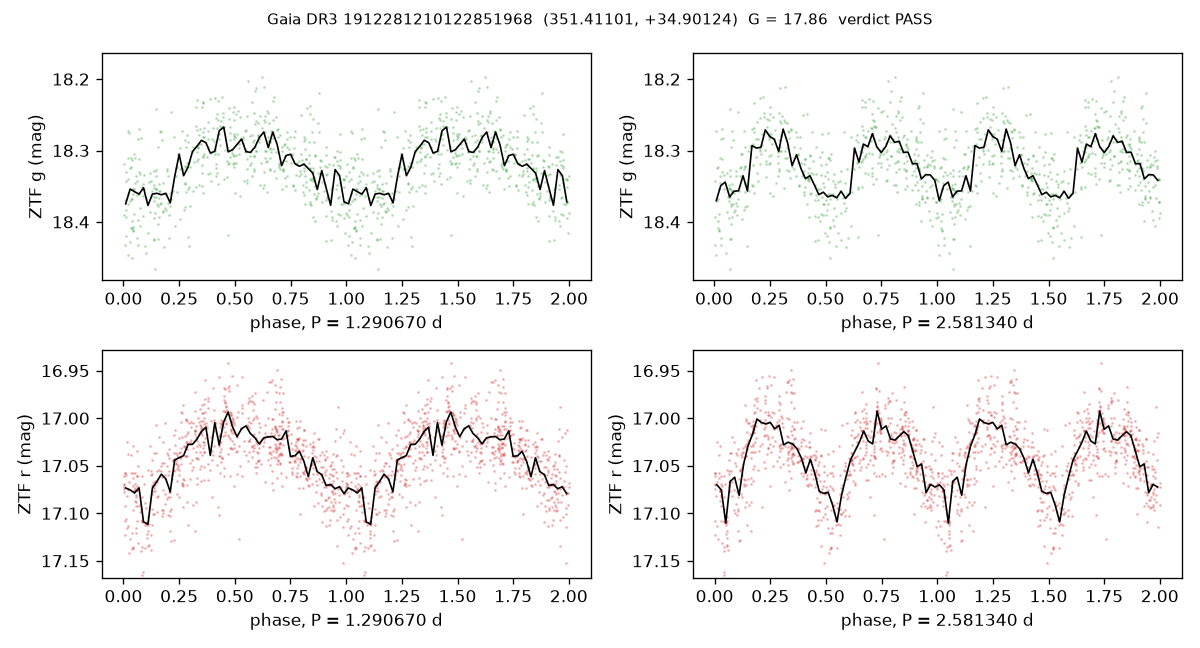 Gaia DR3 1912281210122851968  (351.41101, +34.90124)  G = 17.86  verdict PASS
ZTF g (mag)
18.2
18.3
18.4
0.00 0.25 0.50 0.75 1.00 1.25 1.50 1.75 2.00
phase, P = 1.290670 d
ZTF g (mag)
18.2
18.3
18.4
0.00 0.25 0.50 0.75 1.00 1.25 1.50 1.75 2.00
phase, P = 2.581340 d
ZTF r (mag)
16.95
17.00
17.05
17.10
17.15
0.00 0.25 0.50 0.75 1.00 1.25 1.50 1.75 2.00
phase, P = 1.290670 d
ZTF r (mag)
16.95
17.00
17.05
17.10
17.15
0.00 0.25 0.50 0.75 1.00 1.25 1.50 1.75 2.00
phase, P = 2.581340 d